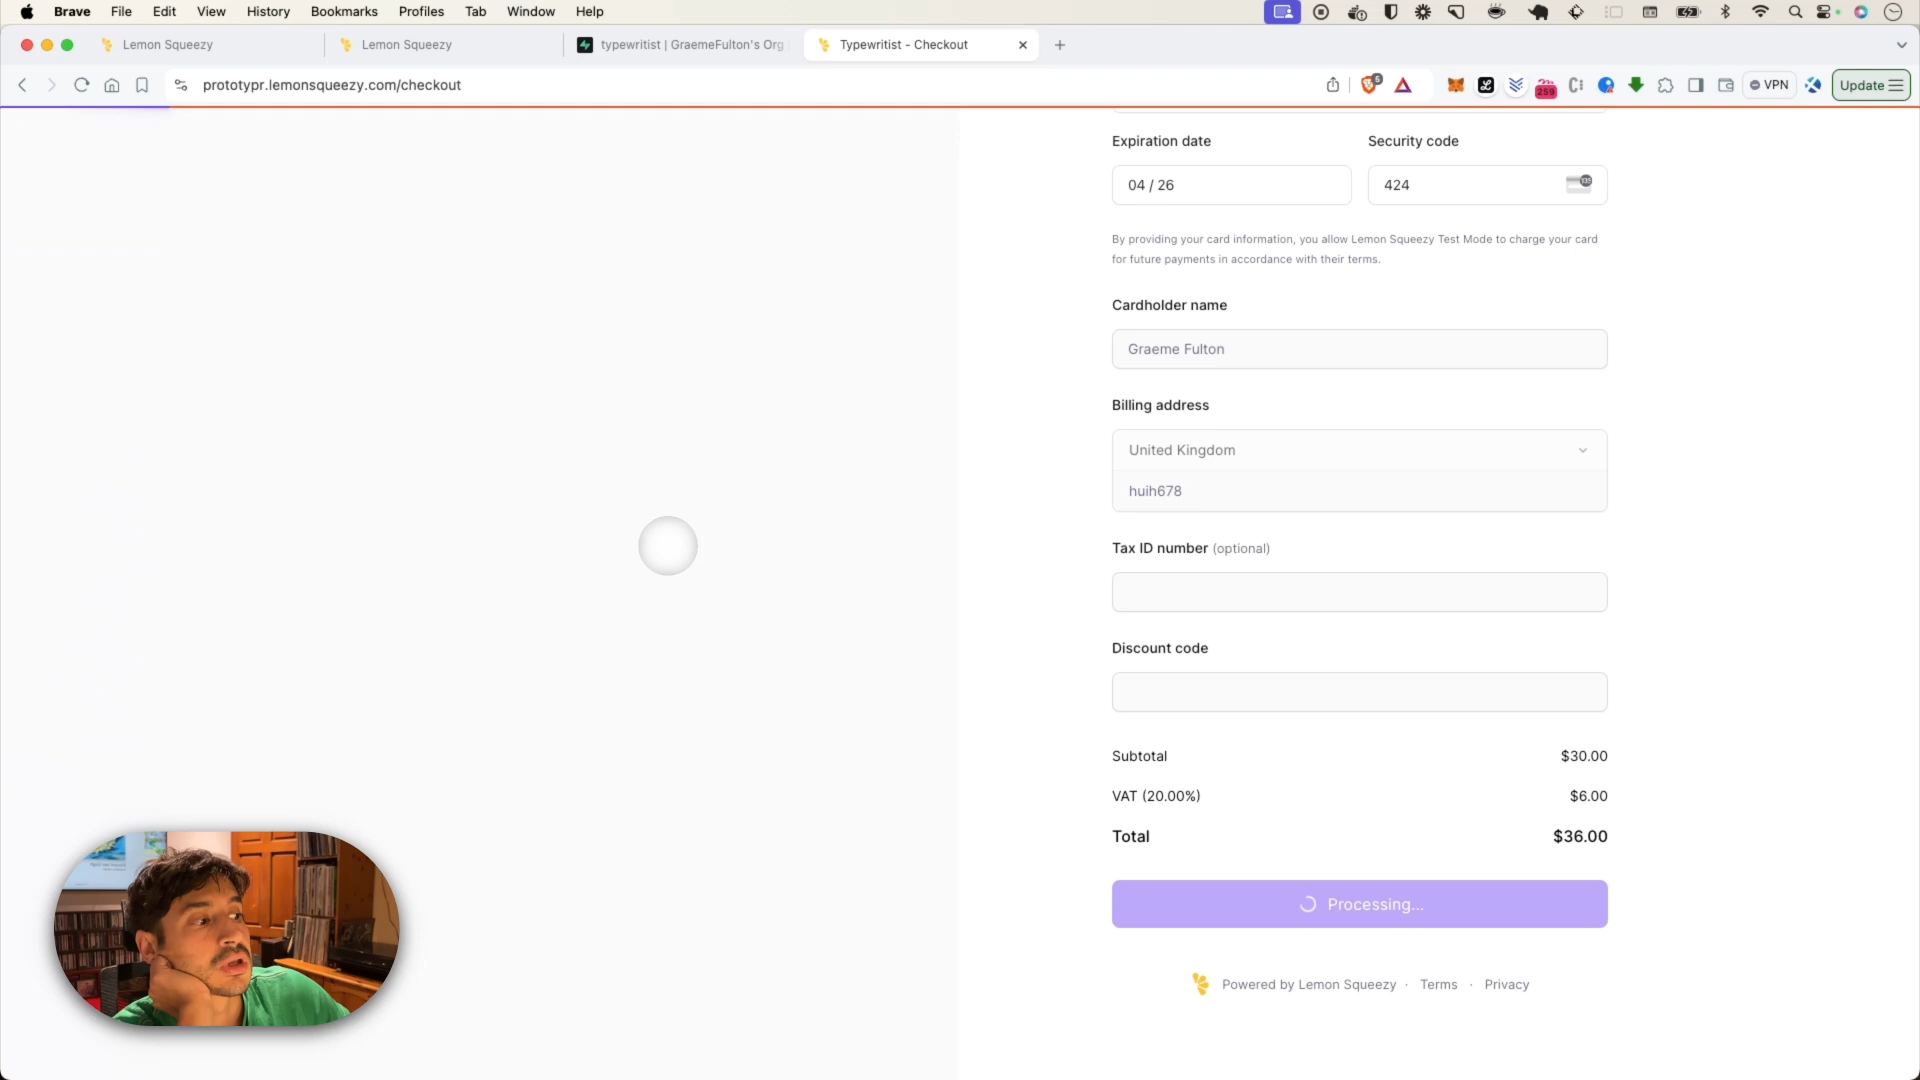 Brave File Edit View History Bookmarks Profiles Tab Window Help
Lemon Squeezy
Lemon Squeezy
typewritist | GraemeFulton's Org
Typewritist - Checkout
prototypr.lemonsqueezy.com/checkout
5
259
VPN
Update
Expiration date
Security code
04 / 26
424
135
By providing your card information, you allow Lemon Squeezy Test Mode to charge your card
for future payments in accordance with their terms.
Cardholder name
Graeme Fulton
Billing address
United Kingdom
huih678
Tax ID number (optional)
Discount code
Subtotal $30.00
VAT (20.00%) $6.00
Total $36.00
Processing...
Powered by Lemon Squeezy · Terms · Privacy